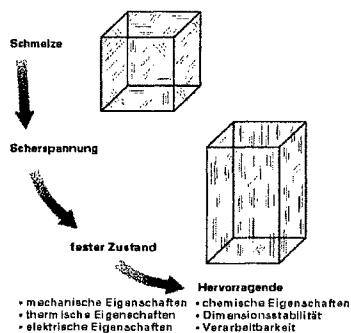 Schmelze
Scherspannung
fester Zustand
Hervorragende
• mechanische Eigenschaften • chemische Eigenschaften
• thermische Eigenschaften • Dimensionsstabilität
• elektrische Eigenschaften • Verarbeitbarkeit